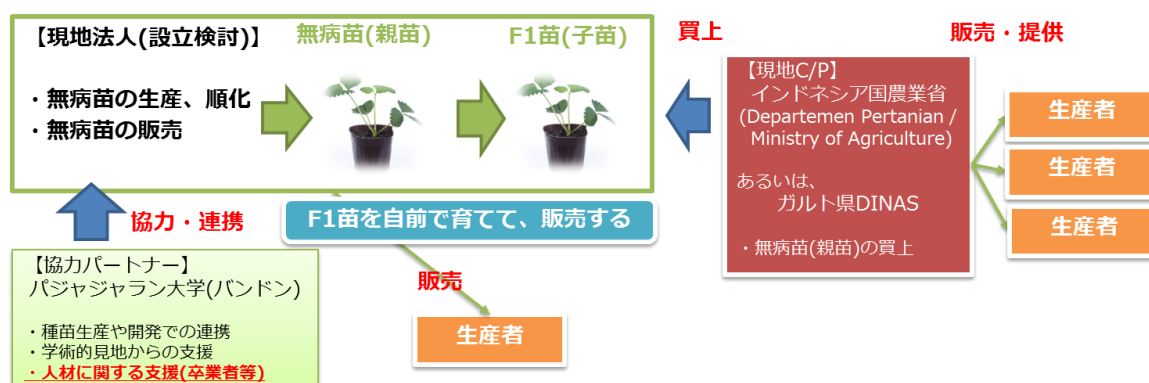 【現地法人(設立検討)】
・無病苗の生産、順化
・無病苗の販売
無病苗(親苗)
F1苗(子苗)
買上
販売・提供
【現地C/P】
インドネシア国農業省
(Departemen Pertanian /
Ministry of Agriculture)
あるいは、
ガルト県DINAS
・無病苗(親苗)の買上
生産者
生産者
生産者
協力・連携
F1苗を自前で育てて、販売する
【協力パートナー】
パジャジャラン大学(バンドン)
・種苗生産や開発での連携
・学術的見地からの支援
・人材に関する支援(卒業者等)
販売
生産者